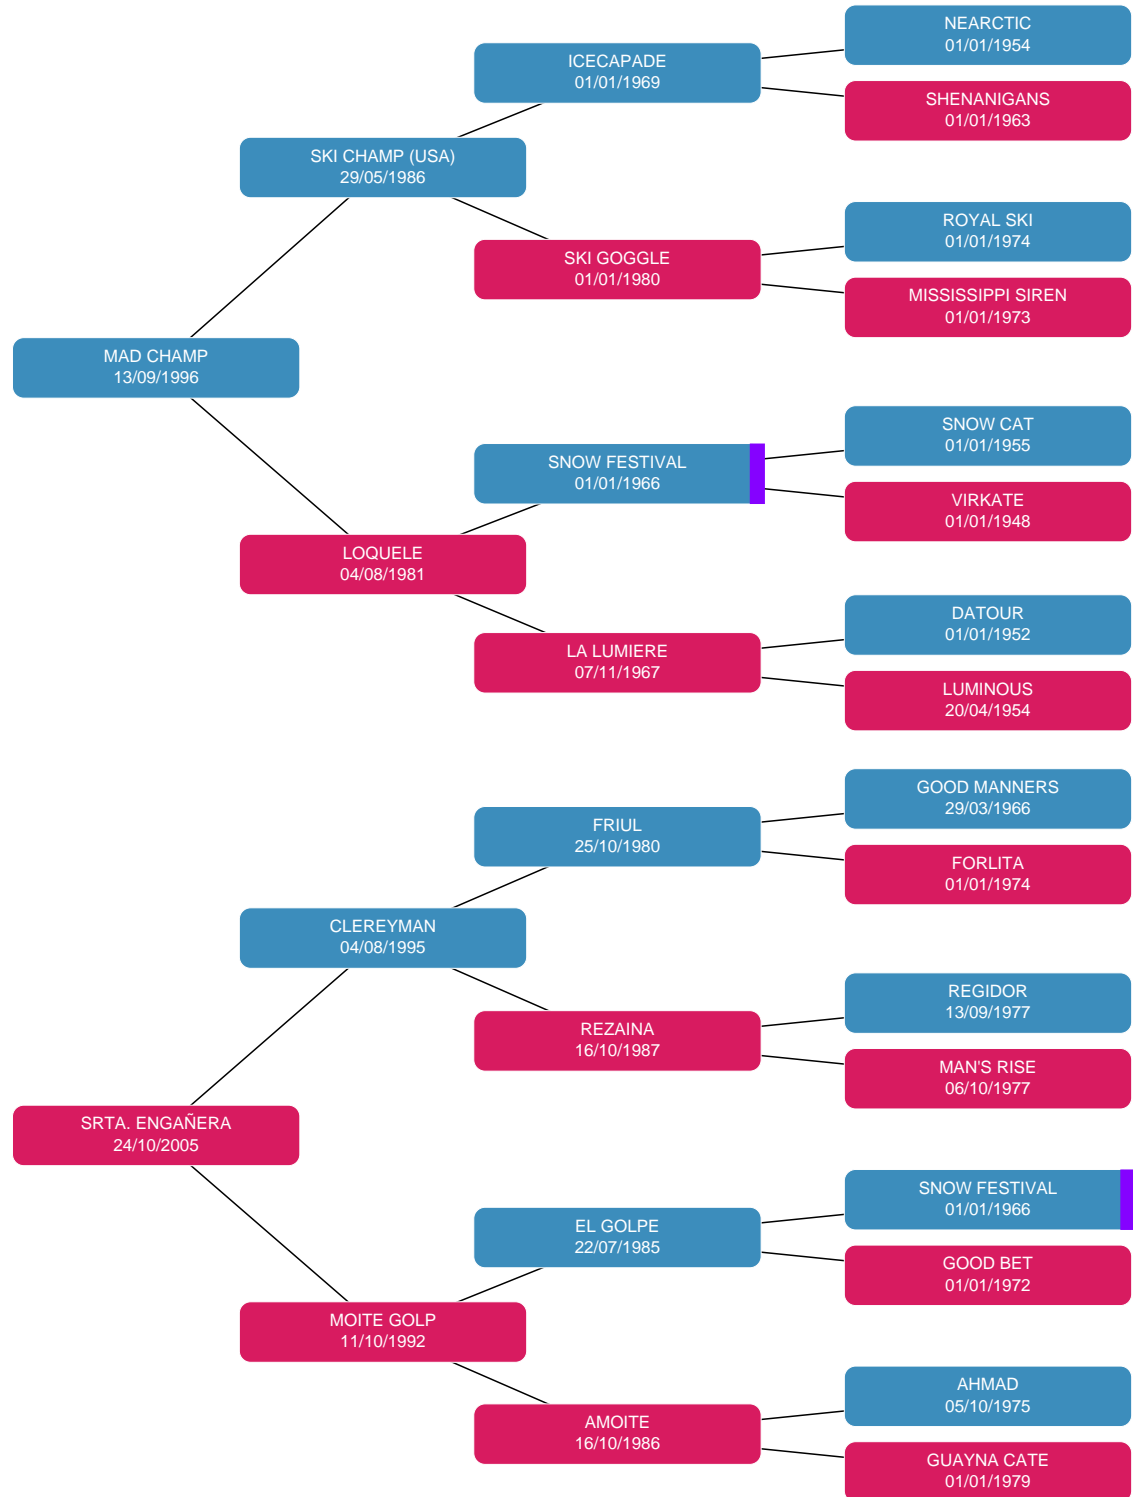 NEARCTIC
01/01/1954
ICECAPADE
01/01/1969
SHENANIGANS
01/01/1963
SKI CHAMP (USA)
29/05/1986
ROYAL SKI
01/01/1974
SKI GOGGLE
01/01/1980
MISSISSIPPI SIREN
01/01/1973
MAD CHAMP
13/09/1996
SNOW CAT
01/01/1955
SNOW FESTIVAL
01/01/1966
VIRKATE
01/01/1948
LOQUELE
04/08/1981
DATOUR
01/01/1952
LA LUMIERE
07/11/1967
LUMINOUS
20/04/1954
GOOD MANNERS
29/03/1966
FRIUL
25/10/1980
FORLITA
01/01/1974
CLEREYMAN
04/08/1995
REGIDOR
13/09/1977
REZAINA
16/10/1987
MAN'S RISE
06/10/1977
SRTA. ENGAÑERA
24/10/2005
SNOW FESTIVAL
01/01/1966
EL GOLPE
22/07/1985
GOOD BET
01/01/1972
MOITE GOLP
11/10/1992
AHMAD
05/10/1975
AMOITE
16/10/1986
GUAYNA CATE
01/01/1979